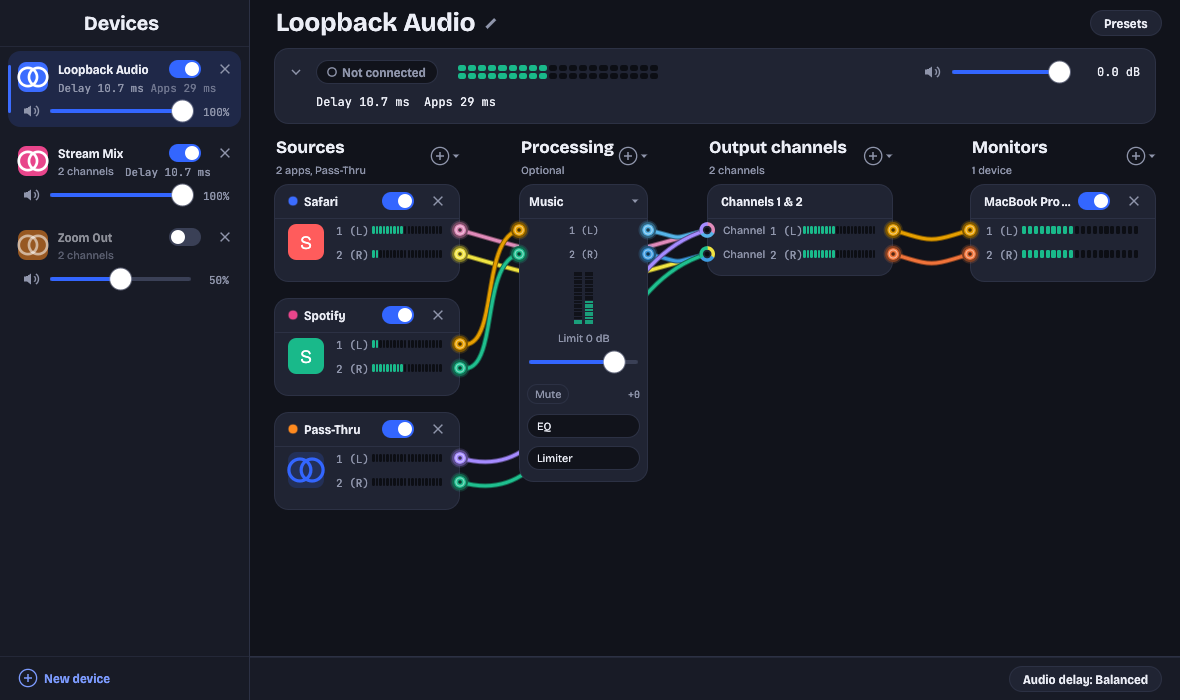 Devices
Loopback Audio
Delay 10.7 ms Apps 29 ms
100%
Stream Mix
2 channels Delay 10.7 ms
100%
Zoom Out
2 channels
50%
New device
Loopback Audio
Presets
Not connected
0.0 dB
Delay 10.7 ms Apps 29 ms
Sources
2 apps, Pass-Thru
Safari
S
1 (L)
2 (R)
Spotify
S
1 (L)
2 (R)
Pass-Thru
1 (L)
2 (R)
Processing
Optional
Music
1 (L)
2 (R)
Limit 0 dB
Mute +0
EQ
Limiter
Output channels
2 channels
Channels 1 & 2
Channel 1 (L)
Channel 2 (R)
Monitors
1 device
MacBook Pro ...
1 (L)
2 (R)
Audio delay: Balanced